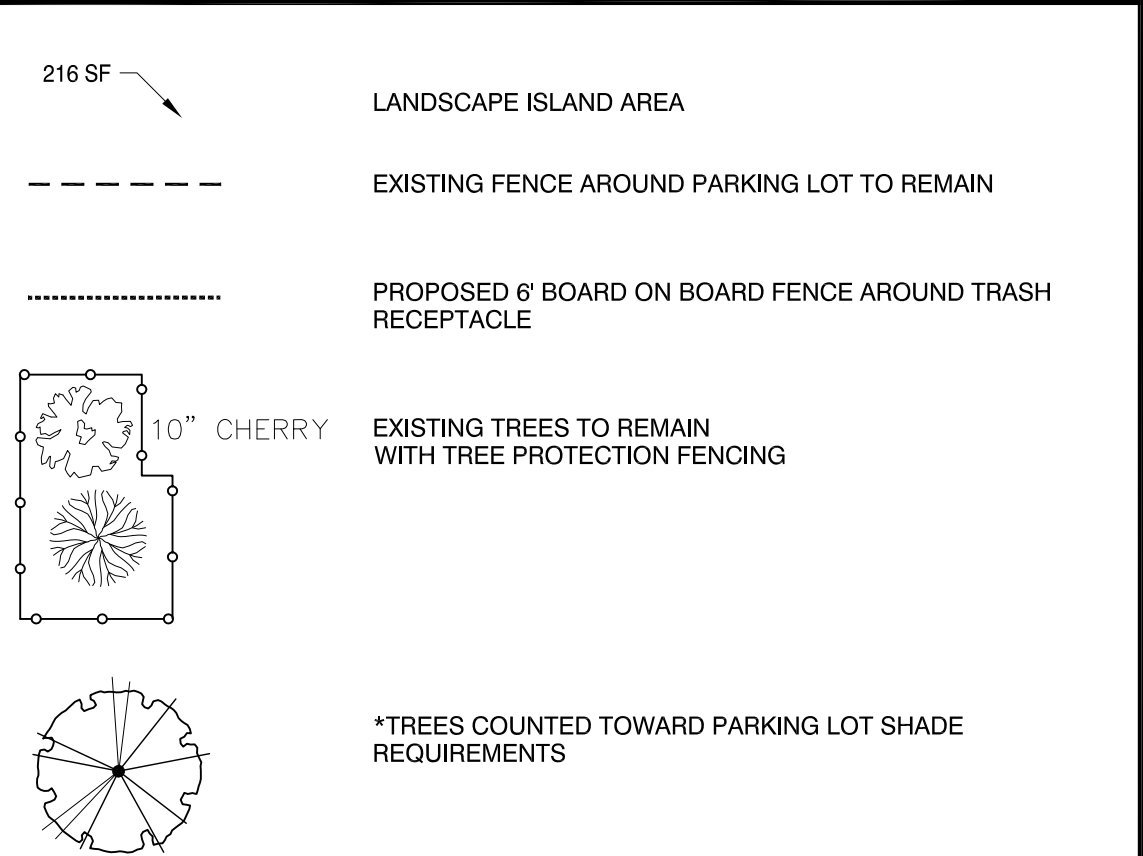 216 SF
LANDSCAPE ISLAND AREA
EXISTING FENCE AROUND PARKING LOT TO REMAIN
PROPOSED 6' BOARD ON BOARD FENCE AROUND TRASH
RECEPTACLE
10" CHERRY
EXISTING TREES TO REMAIN
WITH TREE PROTECTION FENCING
*TREES COUNTED TOWARD PARKING LOT SHADE
REQUIREMENTS